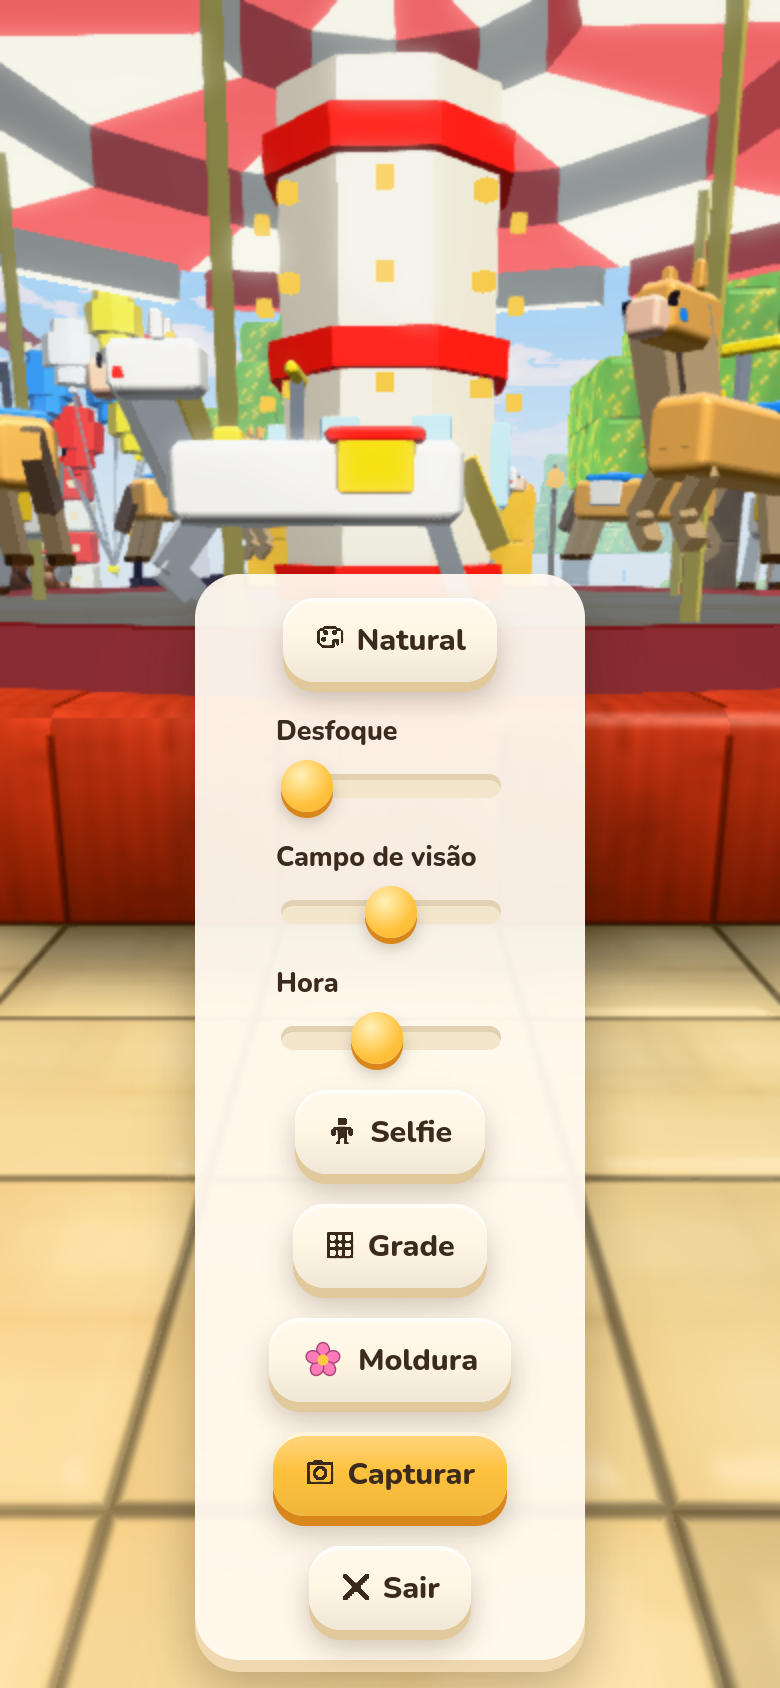 Natural
Desfoque
Campo de visão
Hora
Selfie
Grade
Moldura
Capturar
Sair